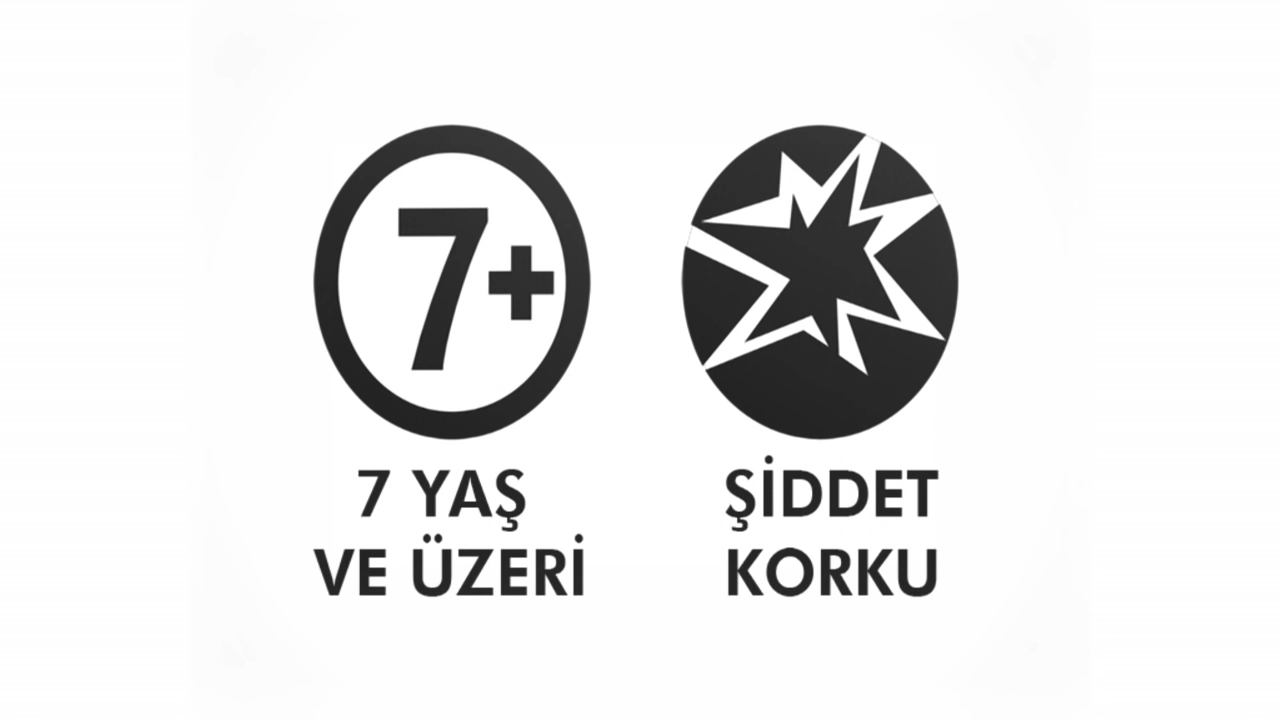 7+
7 YAŞ
VE ÜZERİ
ŞİDDET
KORKU